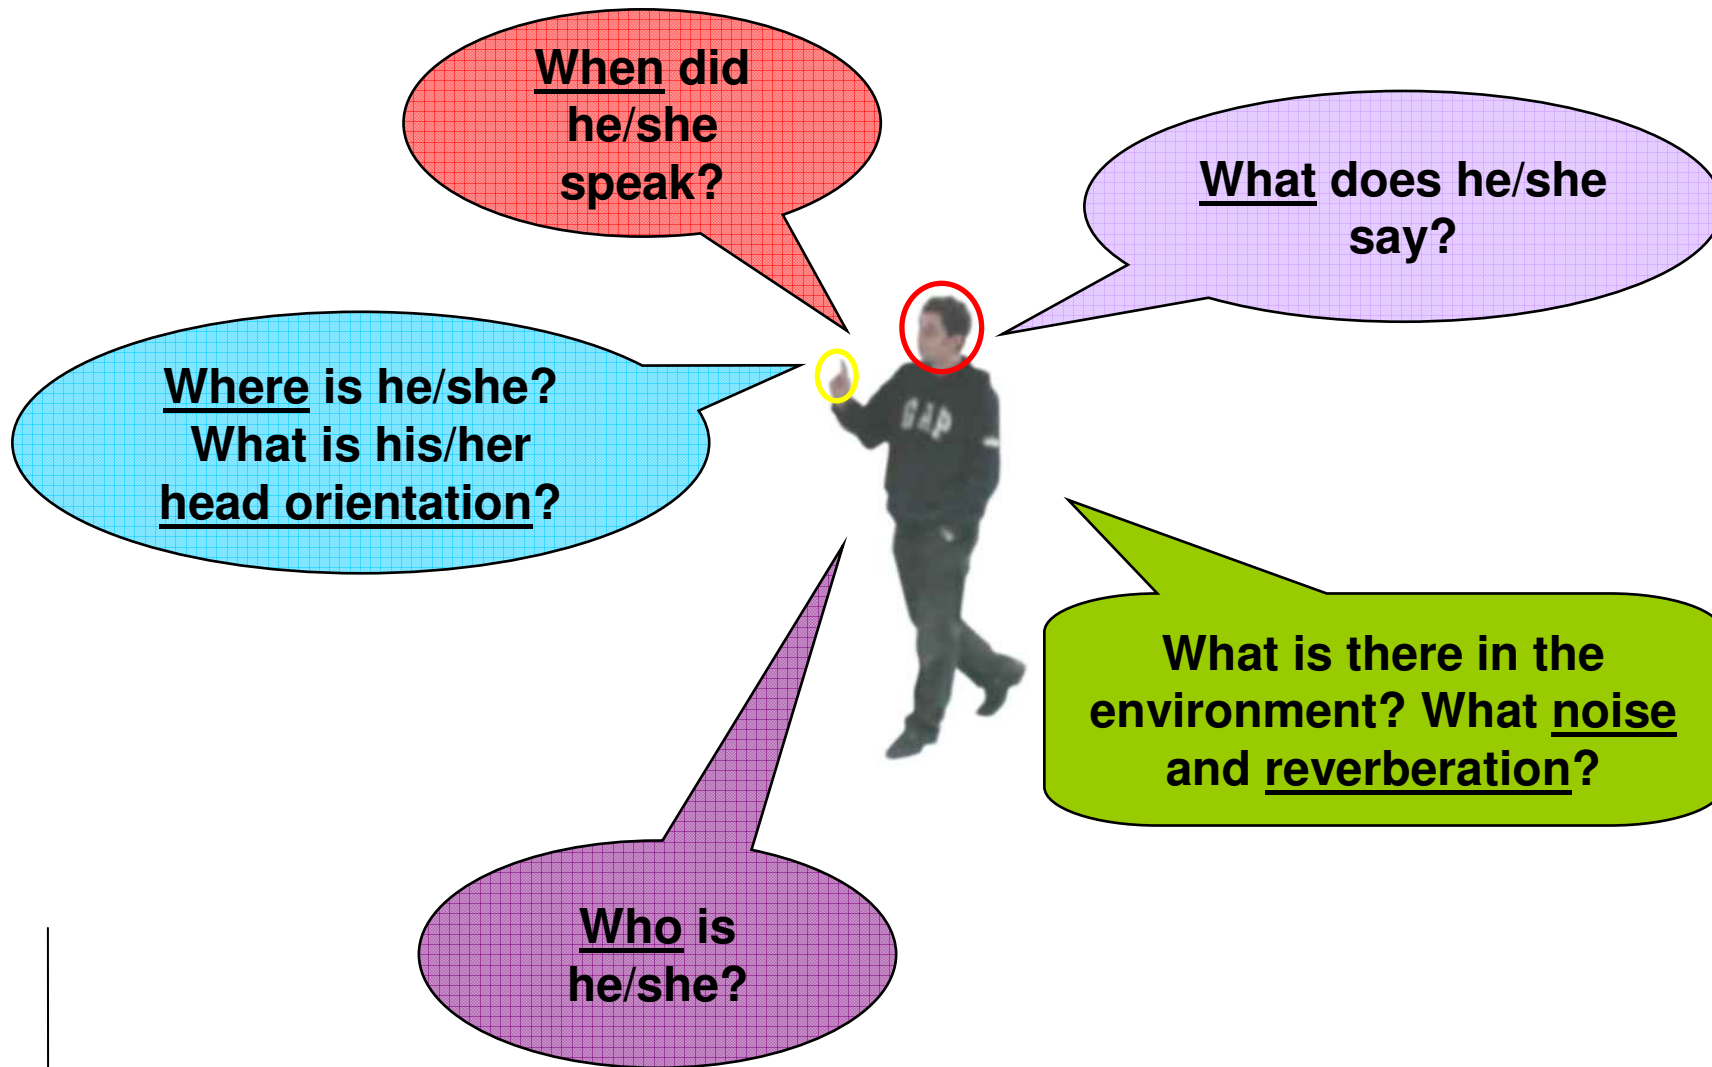 When did
he/she
speak?
What does he/she
say?
Where is he/she?
What is his/her
head orientation?
GAP
What is there in the
environment? What noise
and reverberation?
Who is
he/she?